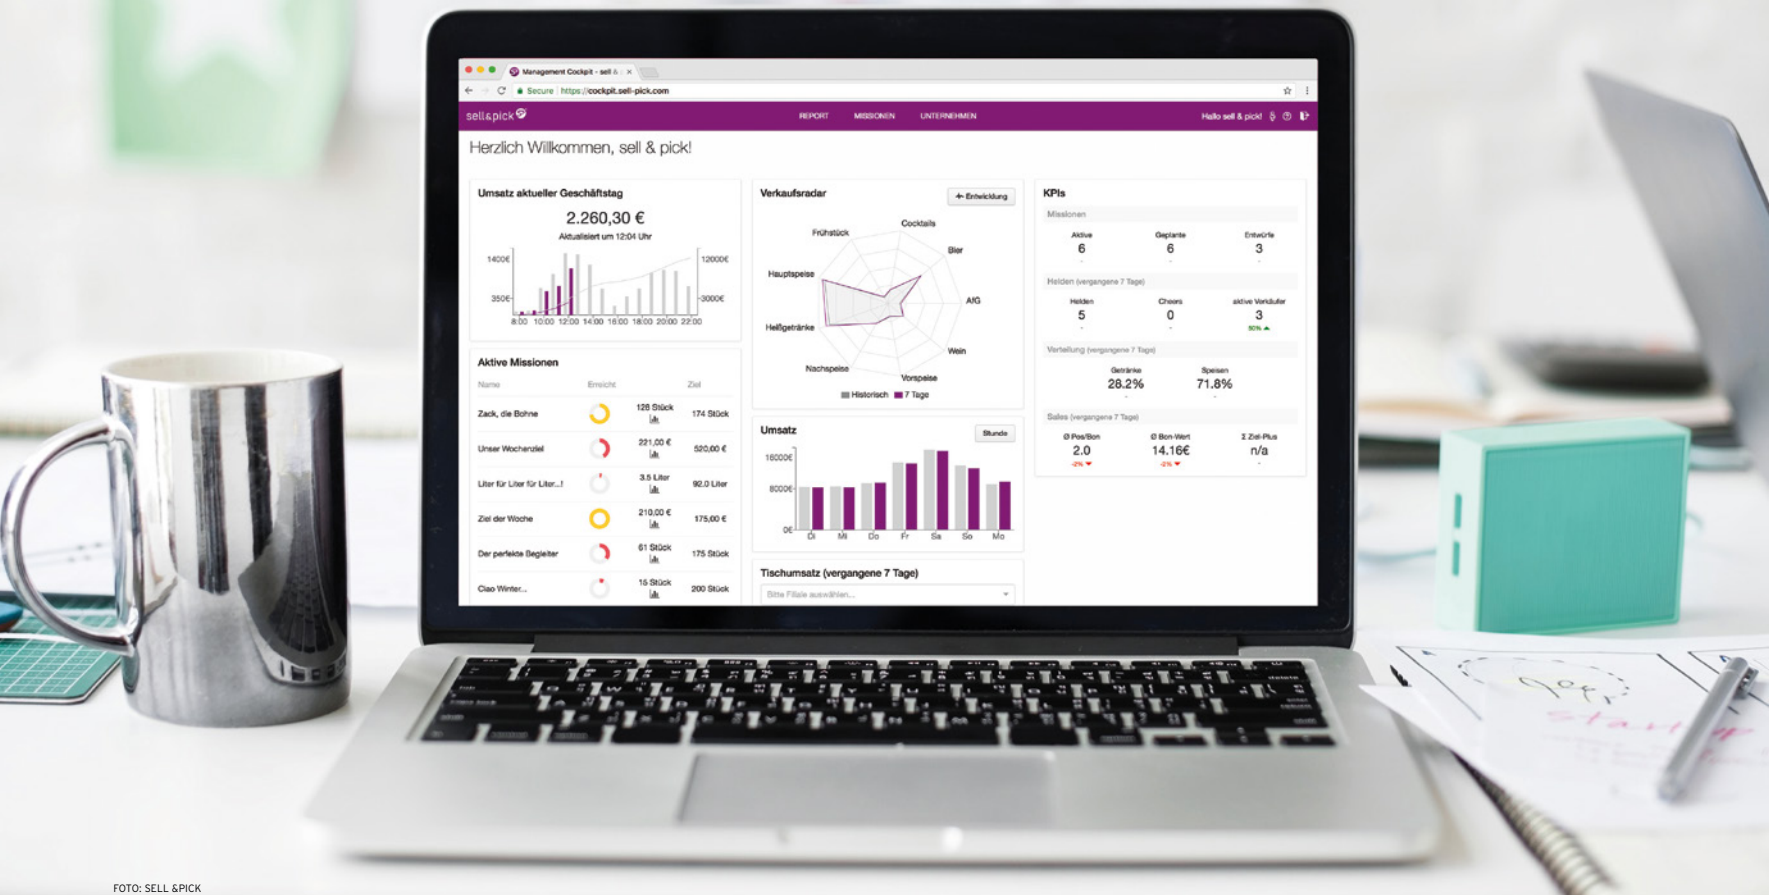 Management Cockpit - sell &
Secure https://cockpit.sell-pick.com
sell&pick
REPORT MISSIONEN UNTERNEHMEN
Hallo sell & pick!
Herzlich Willkommen, sell & pick!
Umsatz aktueller Geschäftstag
2.260,30 €
Aktualisiert um 12:04 Uhr
1400€ 12000€
350€ 3000€
8:00 10:00 12:00 14:00 16:00 18:00 20:00 22:00
Aktive Missionen
Name Erreicht Ziel
Zack, die Bohne 126 Stück 174 Stück
Unser Wochenziel 221,00 € 520,00 €
Liter für Liter für Liter...! 3.5 Liter 92.0 Liter
Ziel der Woche 210,00 € 175,00 €
Der perfekte Begleiter 61 Stück 175 Stück
Ciao Winter... 15 Stück 200 Stück
Verkaufsradar
Entwicklung
Cocktails
Frühstück
Bier
Hauptspeise
AfG
Heißgetränke
Wein
Nachspeise
Vorspeise
Historisch 7 Tage
Umsatz
Stunde
16000€
8000€
0€
Di Mi Do Fr Sa So Mo
Tischumsatz (vergangene 7 Tage)
Bitte Filiale auswählen...
KPIs
Missionen
Aktive Geplante Entwürfe
6 6 3
- - -
Helden (vergangene 7 Tage)
Helden Cheers aktive Verkäufer
5 0 3
- - 50%
Verteilung (vergangene 7 Tage)
Getränke Speisen
28.2% 71.8%
- -
Sales (vergangene 7 Tage)
Ø Pos/Bon Ø Bon-Wert Σ Ziel-Plus
2.0 14.16€ n/a
-2% -2% -
startup
FOTO: SELL &PICK